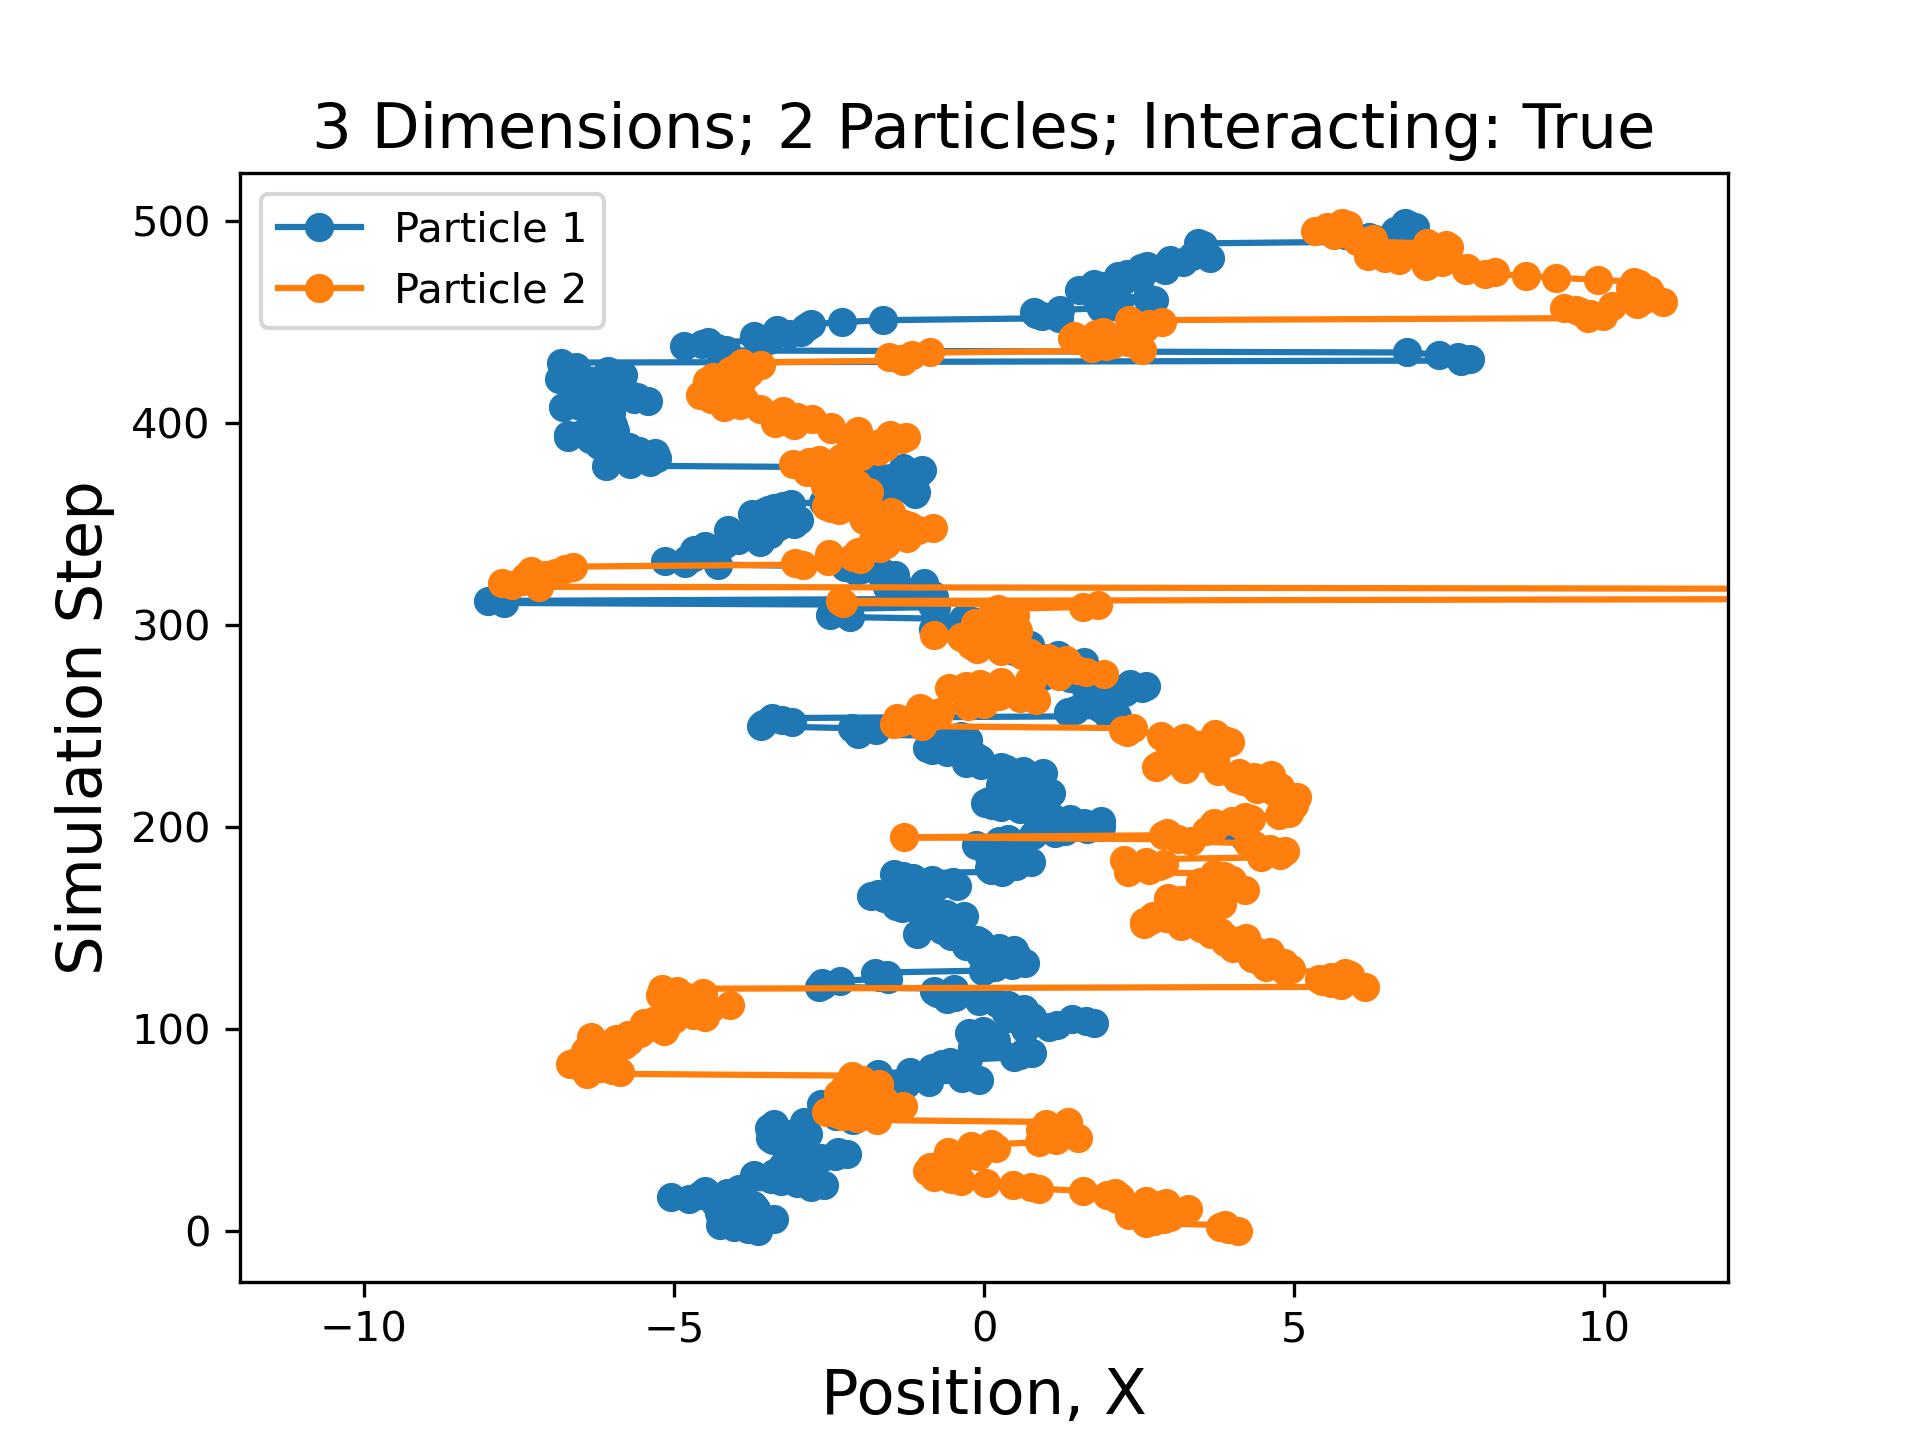 3 Dimensions; 2 Particles; Interacting: True
Particle 1
Particle 2
Simulation Step
500
400
300
200
100
0
−10 −5 0 5 10
Position, X